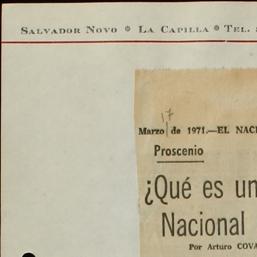 SALVADOR NOVO * LA CAPILLA * TEL.
17
Marzo de 1971.—EL NAC
Proscenio
¿Qué es un
Nacional
Por Arturo COVA